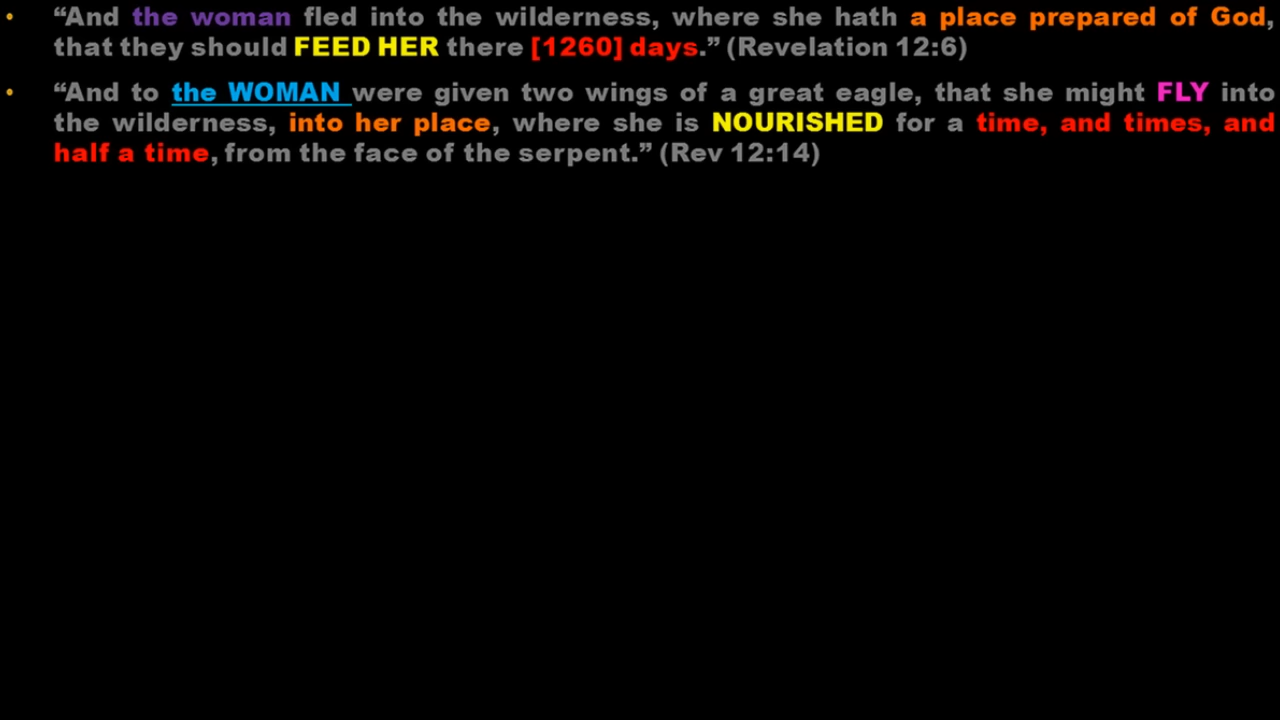 • “And the woman fled into the wilderness, where she hath a place prepared of God,
that they should FEED HER there [1260] days.” (Revelation 12:6)
• “And to the WOMAN were given two wings of a great eagle, that she might FLY into
the wilderness, into her place, where she is NOURISHED for a time, and times, and
half a time, from the face of the serpent.” (Rev 12:14)